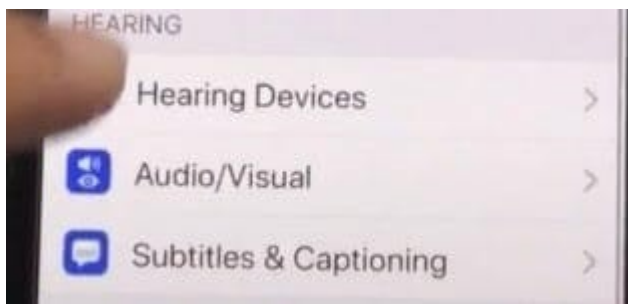 HEARING
Hearing Devices
Audio/Visual
Subtitles & Captioning